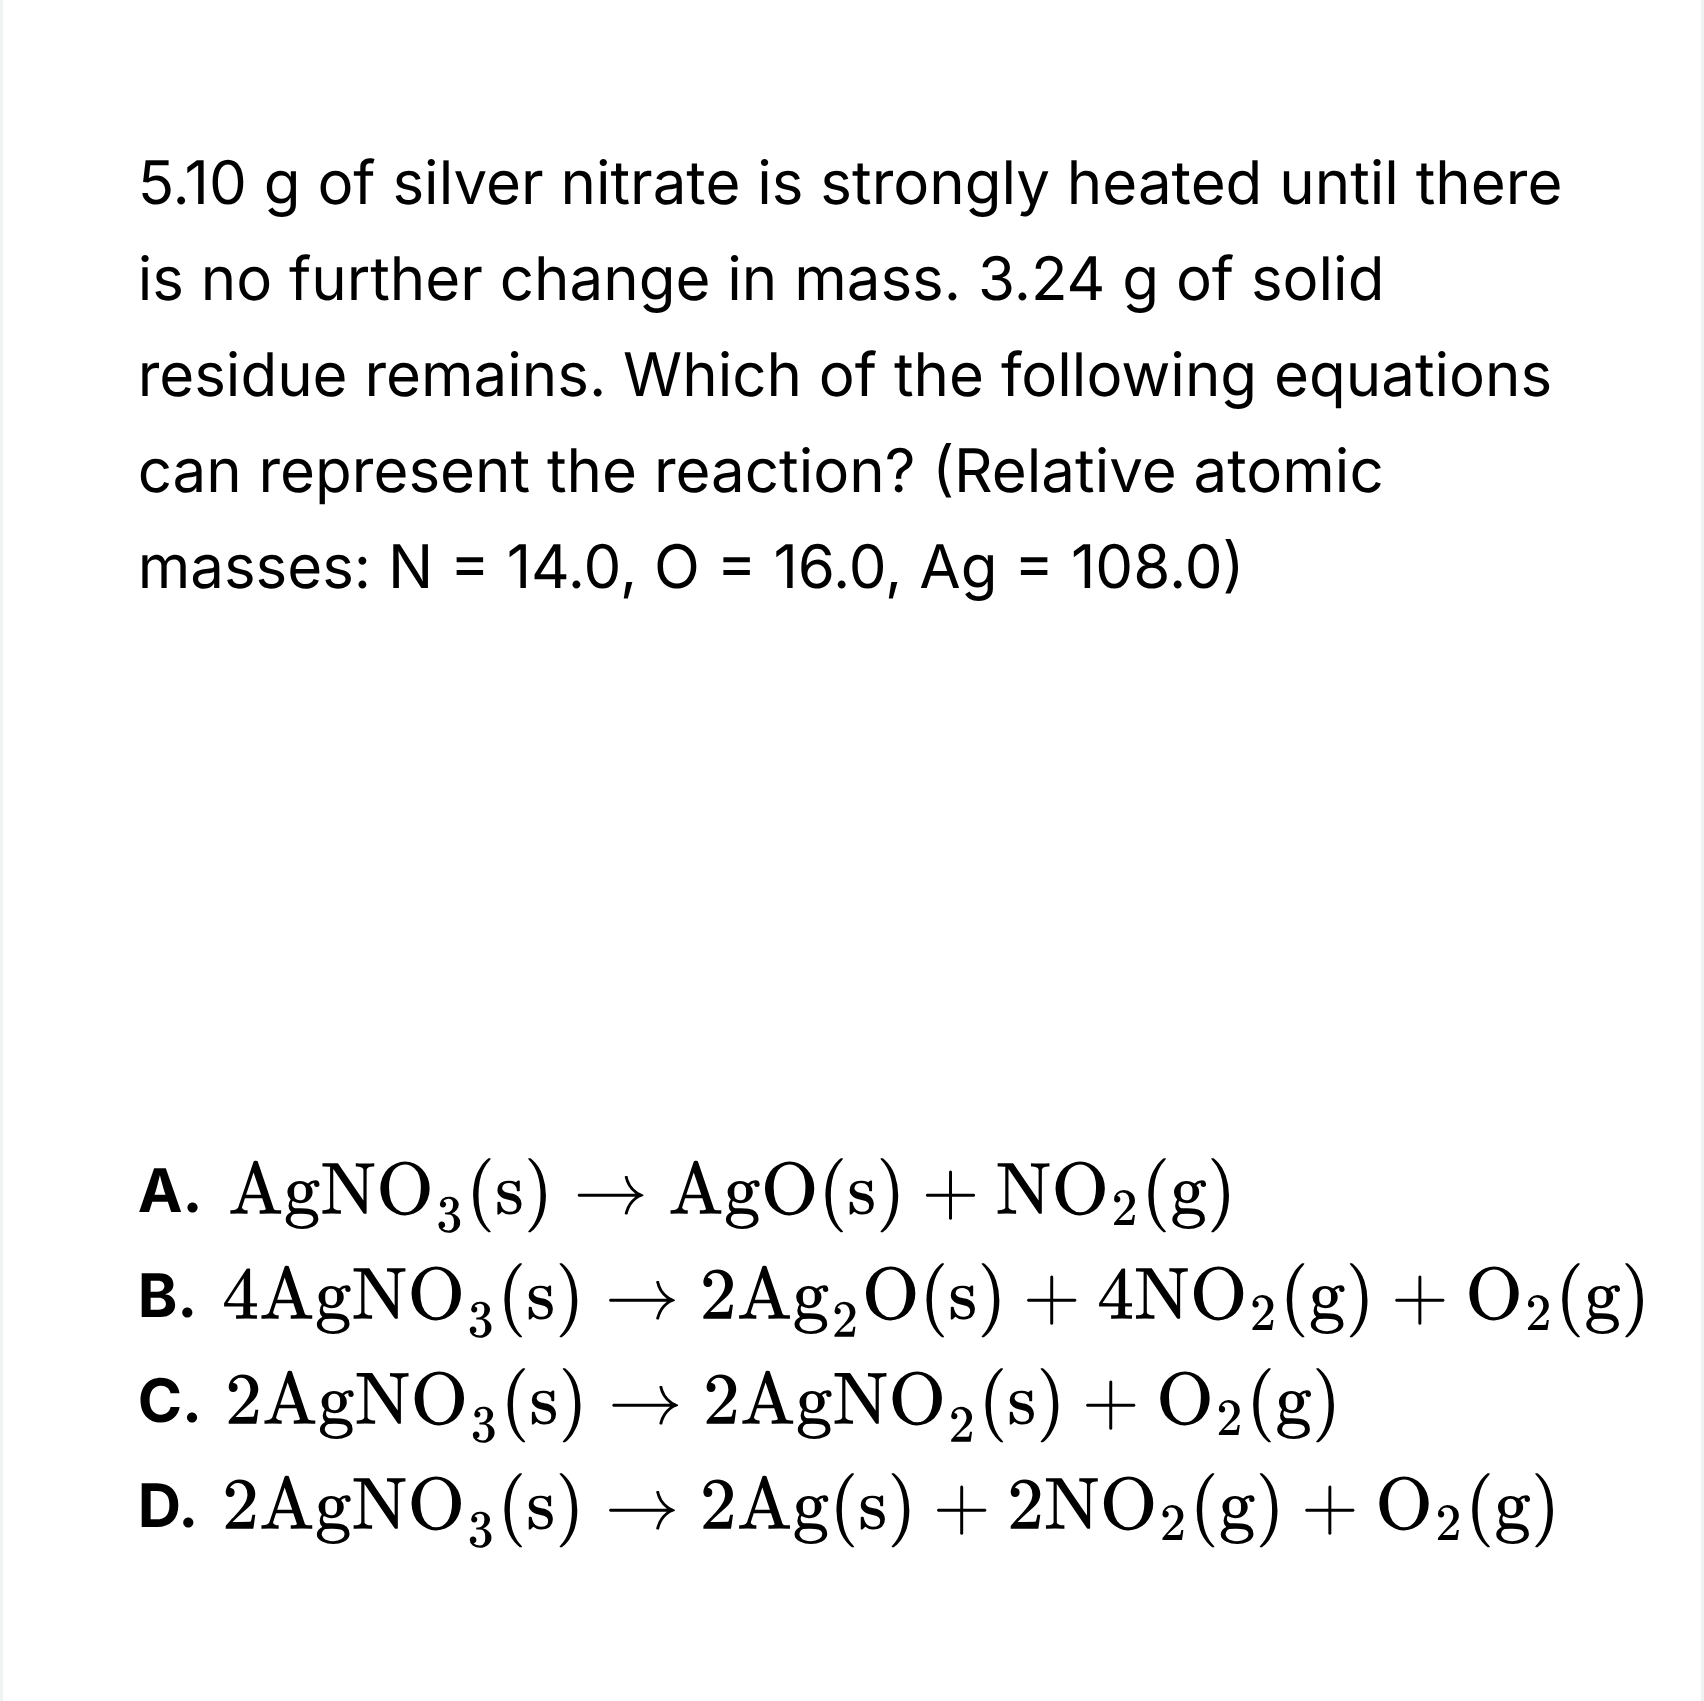 5.10 g of silver nitrate is strongly heated until there
is no further change in mass. 3.24 g of solid
residue remains. Which of the following equations
can represent the reaction? (Relative atomic
masses: N = 14.0, O = 16.0, Ag = 108.0)
A. AgNO₃(s) → AgO(s) + NO₂(g)
B. 4AgNO₃(s) → 2Ag₂O(s) + 4NO₂(g) + O₂(g)
C. 2AgNO₃(s) → 2AgNO₂(s) + O₂(g)
D. 2AgNO₃(s) → 2Ag(s) + 2NO₂(g) + O₂(g)